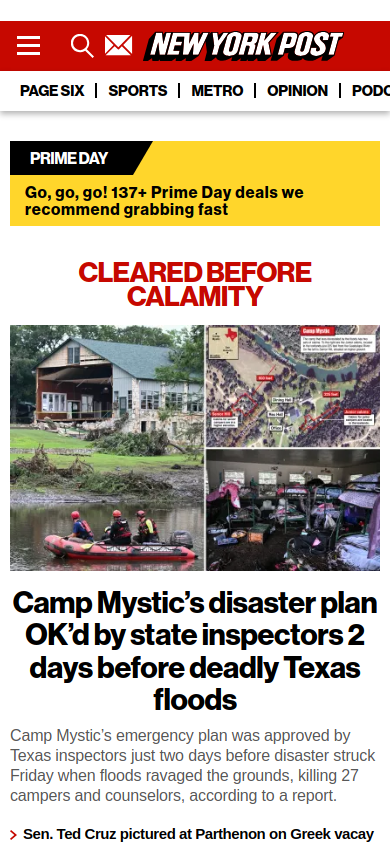 NEW YORK POST
PAGE SIX | SPORTS | METRO | OPINION | PODC
PRIME DAY
Go, go, go! 137+ Prime Day deals we
recommend grabbing fast
CLEARED BEFORE
CALAMITY
Camp Mystic
Camp Mystic’s disaster plan
OK’d by state inspectors 2
days before deadly Texas
floods
Camp Mystic’s emergency plan was approved by
Texas inspectors just two days before disaster struck
Friday when floods ravaged the grounds, killing 27
campers and counselors, according to a report.
Sen. Ted Cruz pictured at Parthenon on Greek vacay